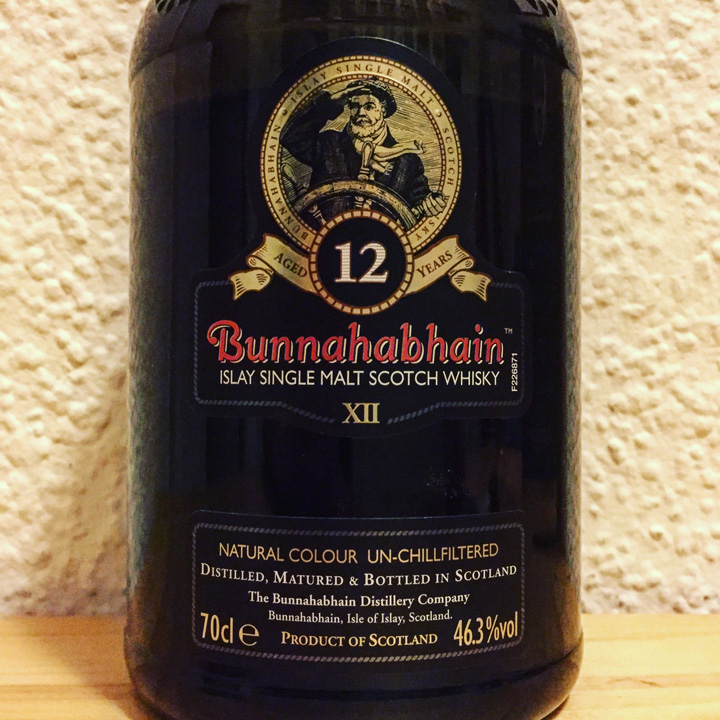 BUNNAHABHAIN • ISLAY SINGLE MALT • SCOTCH WHISKY
AGED 12 YEARS
Bunnahabhain™
ISLAY SINGLE MALT SCOTCH WHISKY
F226871
XII
NATURAL COLOUR UN-CHILLFILTERED
DISTILLED, MATURED & BOTTLED IN SCOTLAND
The Bunnahabhain Distillery Company
Bunnahabhain, Isle of Islay, Scotland.
70cl e PRODUCT OF SCOTLAND 46.3%vol